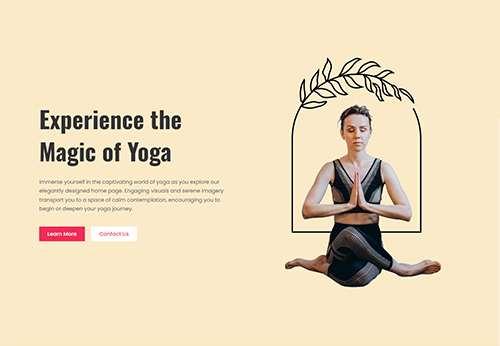 Experience the
Magic of Yoga
Immerse yourself in the captivating world of yoga as you explore our
elegantly designed home page. Engaging visuals and serene imagery
transport you to a space of calm contemplation, encouraging you to
begin or deepen your yoga journey.
Learn More
Contact Us